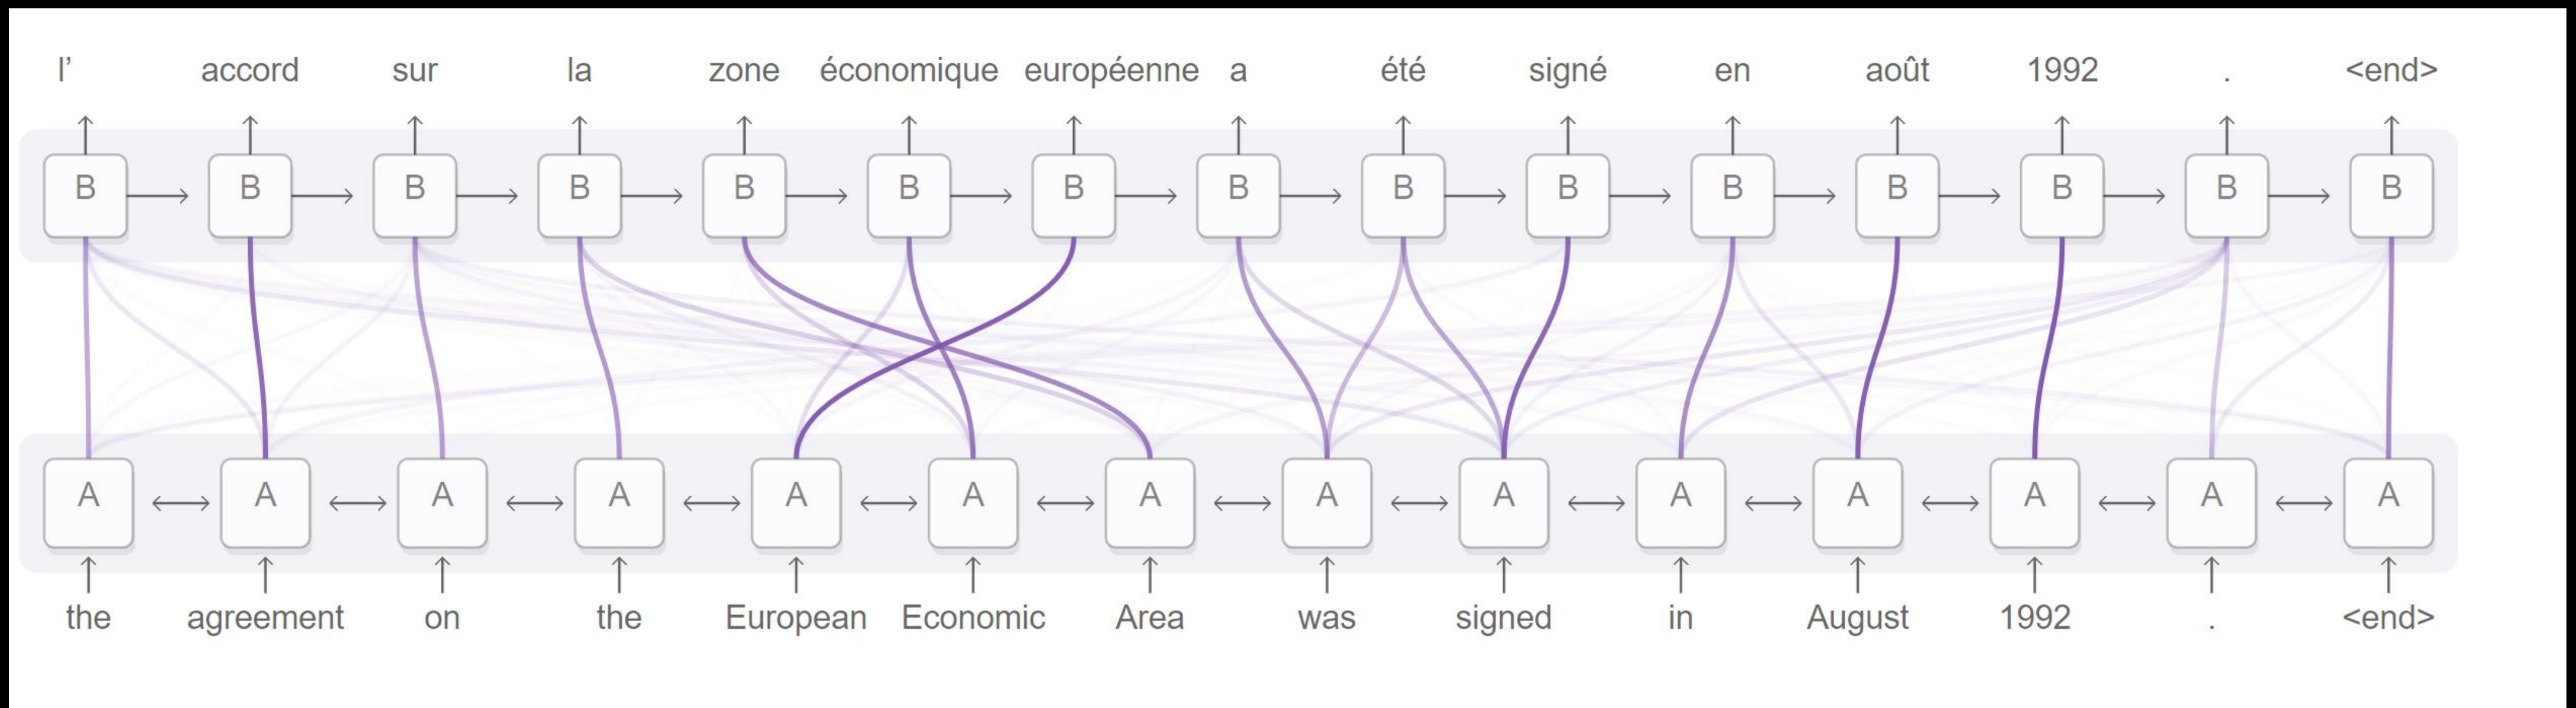 l’ accord sur la zone économique européenne a été signé en août 1992 . <end>
B B B B B B B B B B B B B B B
A A A A A A A A A A A A A A
the agreement on the European Economic Area was signed in August 1992 . <end>